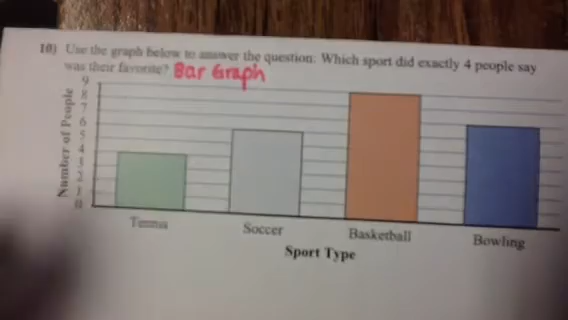 10) Use the graph below to answer the question: Which sport did exactly 4 people say
was their favorite? Bar Graph
Number of People
9
8
7
6
5
4
3
2
1
0
Tennis
Soccer
Basketball
Bowling
Sport Type